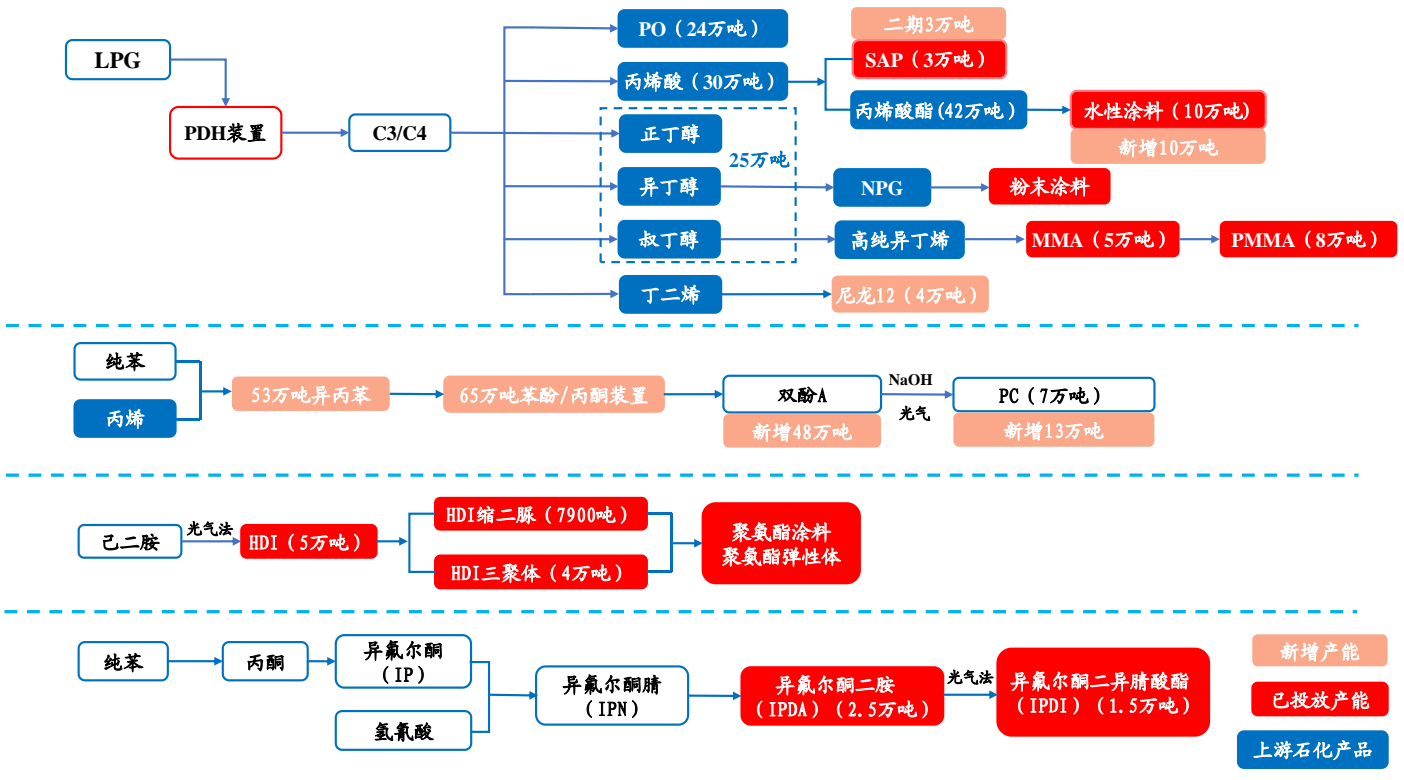 LPG
PDH装置
C3/C4
PO（24万吨）
丙烯酸（30万吨）
二期3万吨
SAP（3万吨）
丙烯酸酯(42万吨)
水性涂料（10万吨)
新增10万吨
正丁醇
25万吨
异丁醇
NPG
粉末涂料
叔丁醇
高纯异丁烯
MMA（5万吨）
PMMA（8万吨）
丁二烯
尼龙12（4万吨）
纯苯
丙烯
53万吨异丙苯
65万吨苯酚/丙酮装置
双酚A
新增48万吨
NaOH
光气
PC（7万吨）
新增13万吨
己二胺
光气法
HDI（5万吨）
HDI缩二脲（7900吨）
HDI三聚体（4万吨）
聚氨酯涂料
聚氨酯弹性体
纯苯
丙酮
异氟尔酮
（IP）
氢氰酸
异氟尔酮腈
（IPN）
异氟尔酮二胺
（IPDA）（2.5万吨）
光气法
异氟尔酮二异腈酸酯
（IPDI）（1.5万吨）
新增产能
已投放产能
上游石化产品